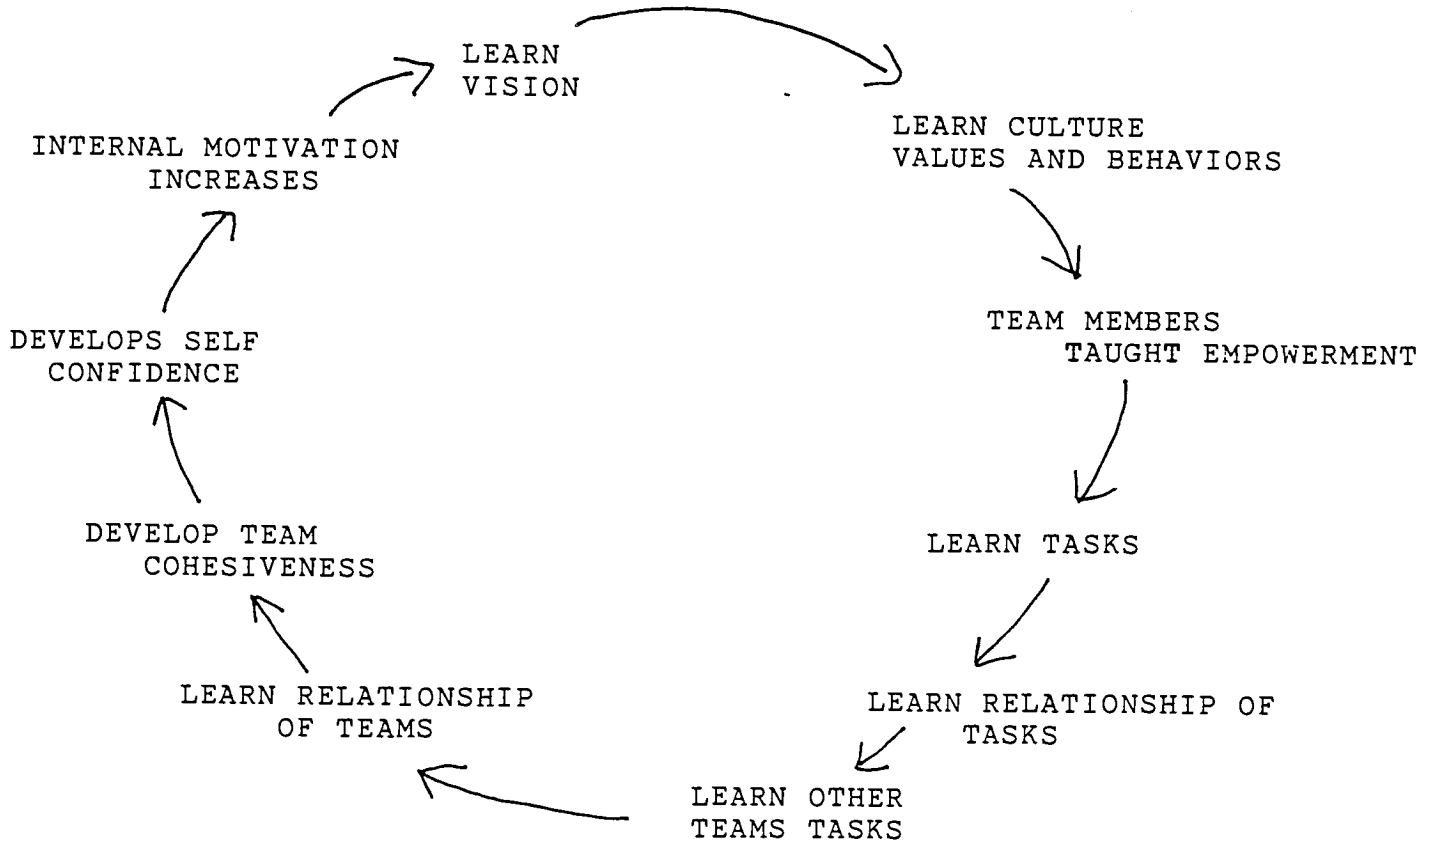 LEARN
VISION
LEARN CULTURE
VALUES AND BEHAVIORS
TEAM MEMBERS
TAUGHT EMPOWERMENT
LEARN TASKS
LEARN RELATIONSHIP OF
TASKS
LEARN OTHER
TEAMS TASKS
LEARN RELATIONSHIP
OF TEAMS
DEVELOP TEAM
COHESIVENESS
DEVELOPS SELF
CONFIDENCE
INTERNAL MOTIVATION
INCREASES